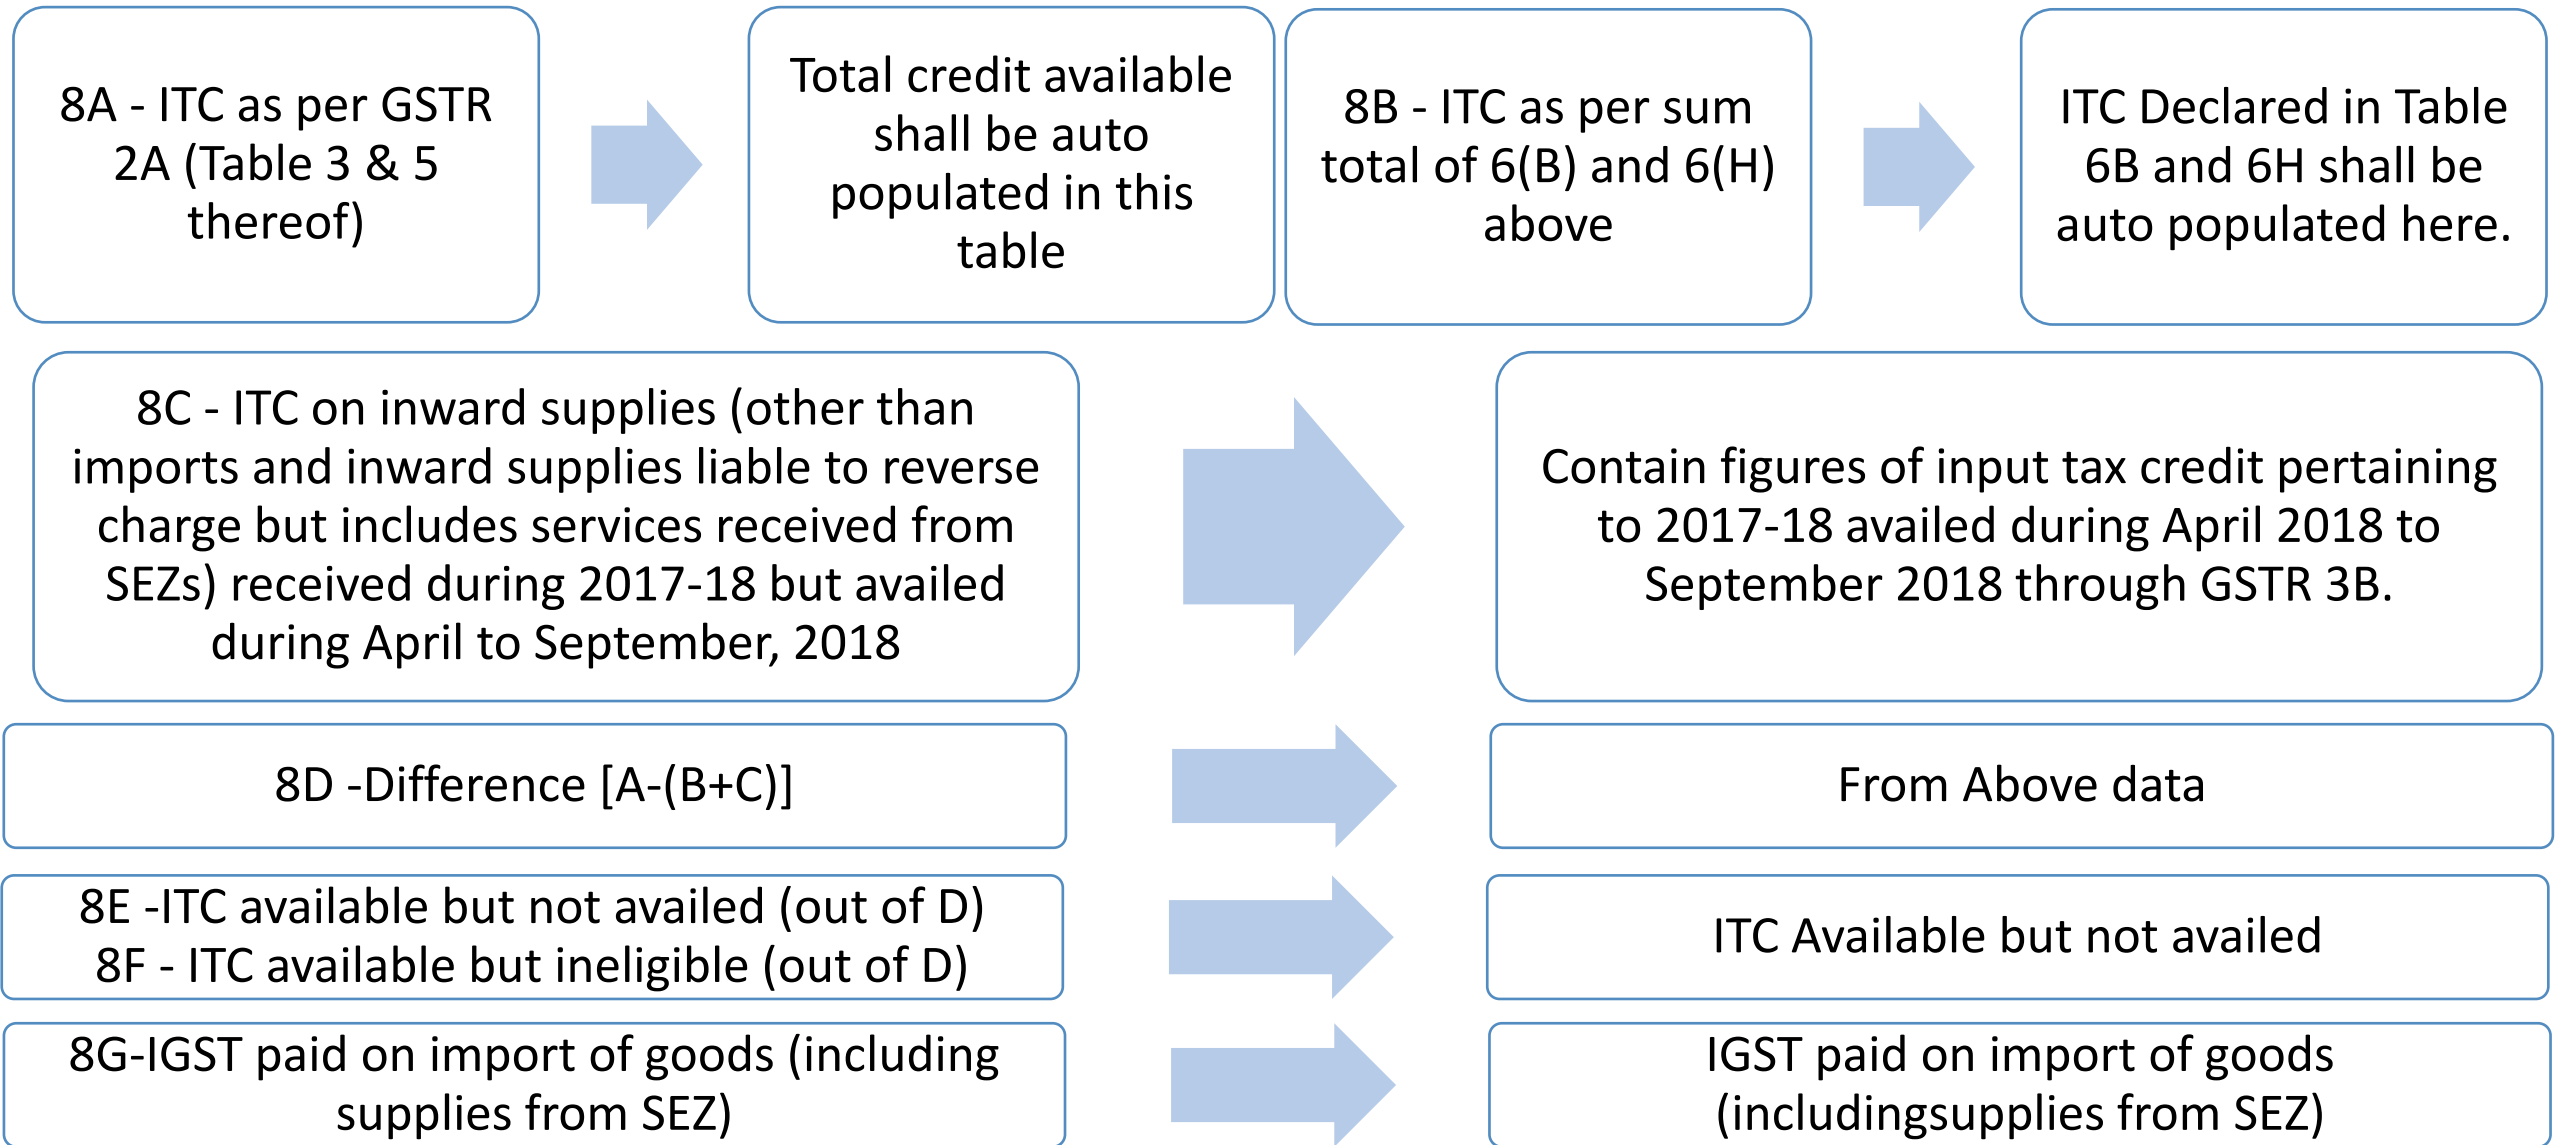 8A - ITC as per GSTR
2A (Table 3 & 5
thereof)
Total credit available
shall be auto
populated in this
table
8B - ITC as per sum
total of 6(B) and 6(H)
above
ITC Declared in Table
6B and 6H shall be
auto populated here.
8C - ITC on inward supplies (other than
imports and inward supplies liable to reverse
charge but includes services received from
SEZs) received during 2017-18 but availed
during April to September, 2018
Contain figures of input tax credit pertaining
to 2017-18 availed during April 2018 to
September 2018 through GSTR 3B.
8D -Difference [A-(B+C)]
From Above data
8E -ITC available but not availed (out of D)
8F - ITC available but ineligible (out of D)
ITC Available but not availed
8G-IGST paid on import of goods (including
supplies from SEZ)
IGST paid on import of goods
(includingsupplies from SEZ)